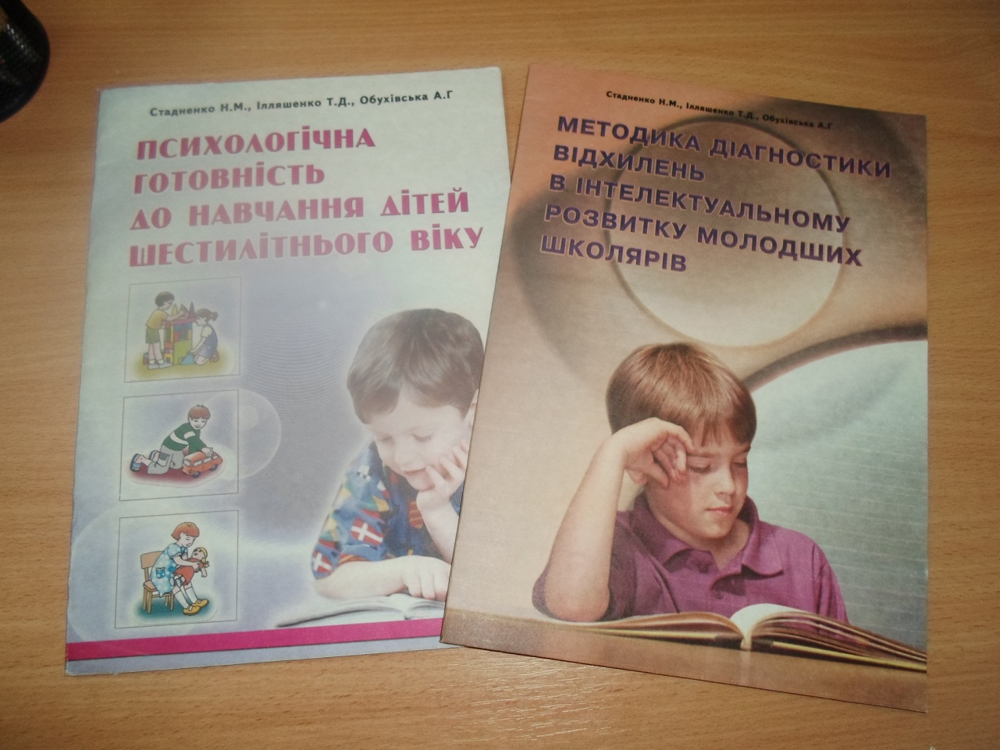 Стадненко Н.М., Ілляшенко Т.Д., Обухівська А.Г
ПСИХОЛОГІЧНА
ГОТОВНІСТЬ
ДО НАВЧАННЯ ДІТЕЙ
ШЕСТИЛІТНЬОГО ВІКУ
Стадненко Н.М., Ілляшенко Т.Д., Обухівська А.Г
МЕТОДИКА ДІАГНОСТИКИ
ВІДХИЛЕНЬ
В ІНТЕЛЕКТУАЛЬНОМУ
РОЗВИТКУ МОЛОДШИХ
ШКОЛЯРІВ